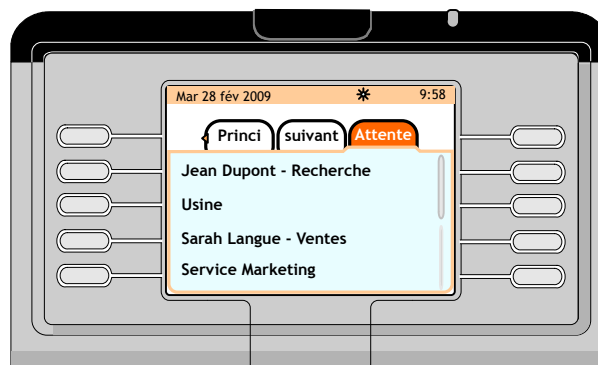 Mar 28 fév 2009 9:58
Princi suivant Attente
Jean Dupont - Recherche
Usine
Sarah Langue - Ventes
Service Marketing